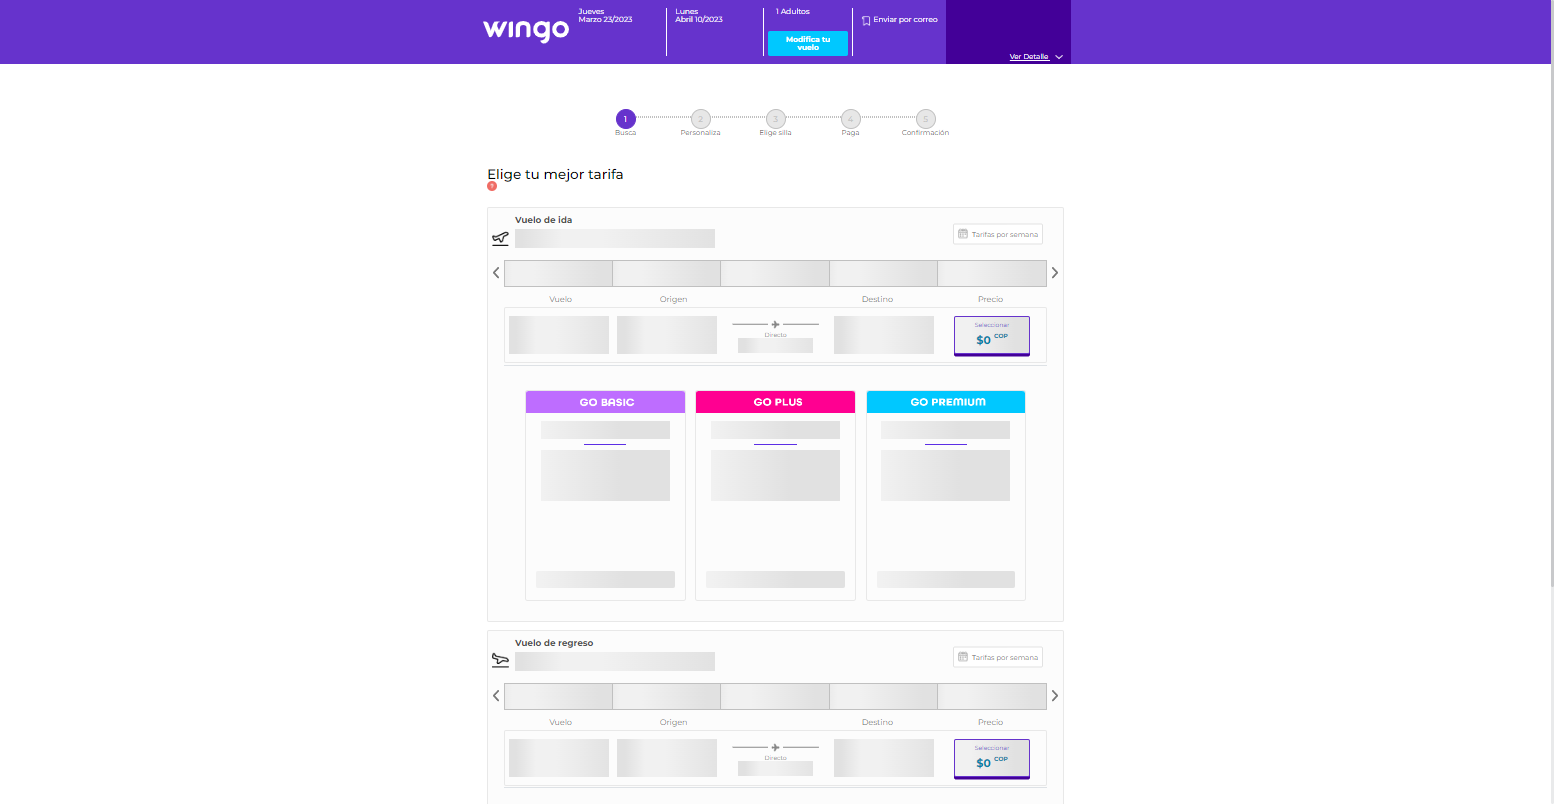 wingo
Jueves
Marzo 23/2023
Lunes
Abril 10/2023
1 Adultos
Modifica tu
vuelo
Enviar por correo
Ver Detalle
1
2
3
4
5
Busca
Personaliza
Elige silla
Paga
Confirmación
Elige tu mejor tarifa
Vuelo de ida
Tarifas por semana
Vuelo
Origen
Destino
Precio
Directo
Seleccionar
$0 COP
GO BASIC
GO PLUS
GO PREMIUM
Vuelo de regreso
Tarifas por semana
Vuelo
Origen
Destino
Precio
Directo
Seleccionar
$0 COP